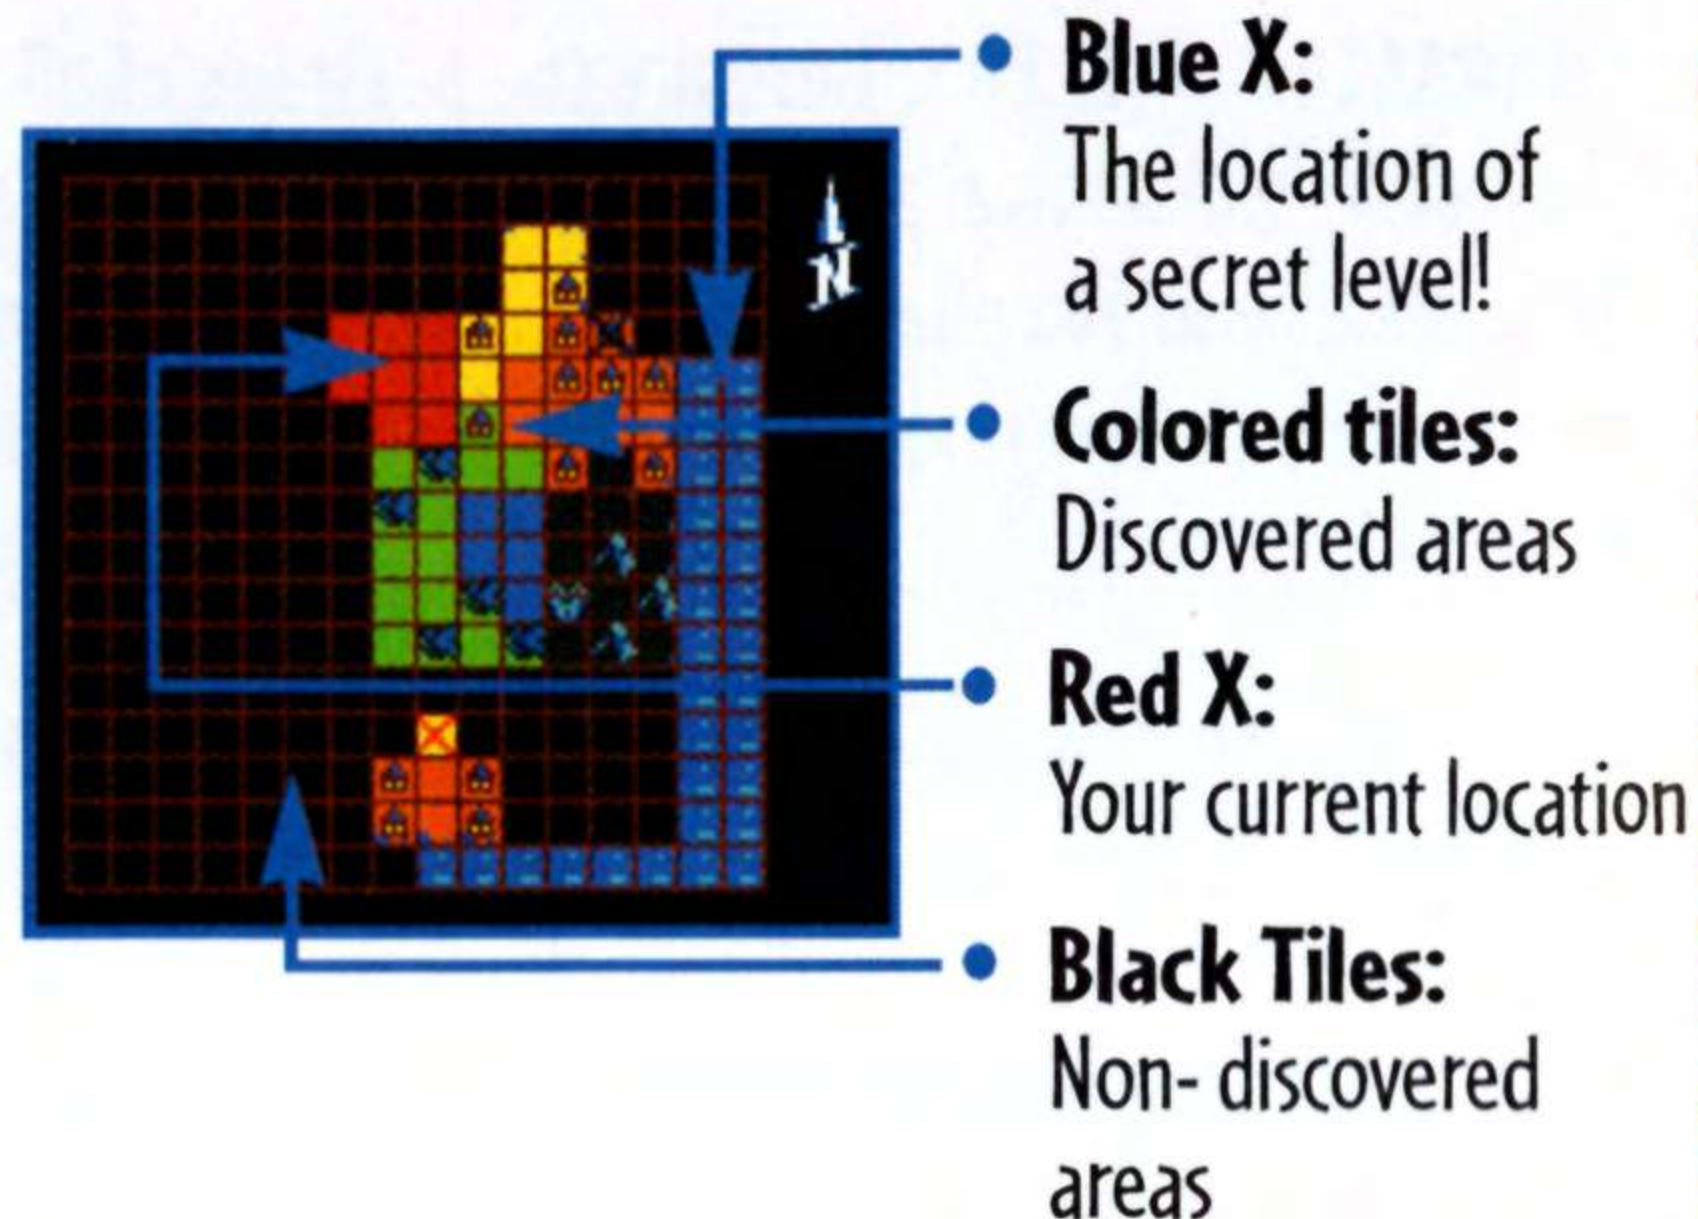 Blue X:
The location of
a secret level!
N
Colored tiles:
Discovered areas
Red X:
Your current location
Black Tiles:
Non- discovered
areas